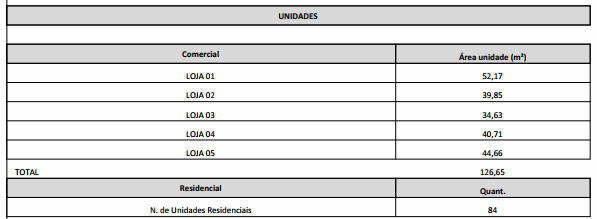 UNIDADES
Comercial Área unidade (m²)
LOJA 01 52,17
LOJA 02 39,85
LOJA 03 34,63
LOJA 04 40,71
LOJA 05 44,66
TOTAL 126,65
Residencial Quant.
N. de Unidades Residenciais 84